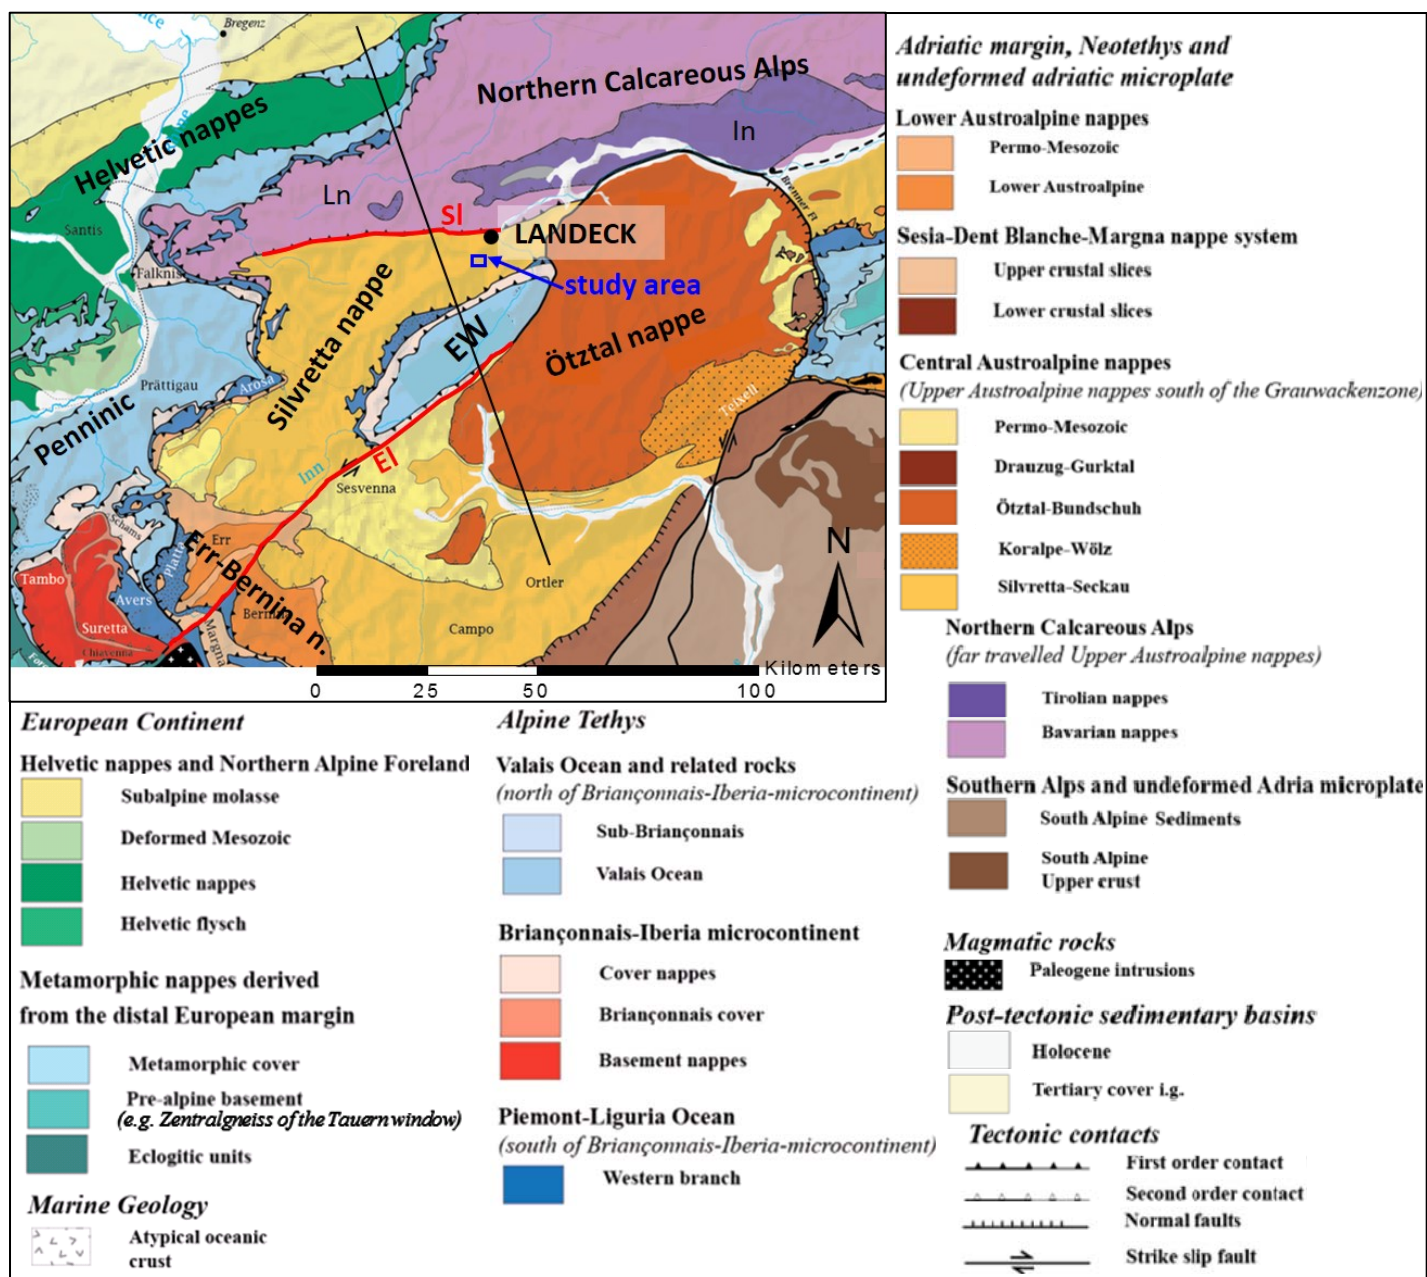 Bregenz
Northern Calcareous Alps
Helvetic nappes
In
Ln
Sl
LANDECK
Santis
Falknis
study area
Silvretta nappe
EW
Ötztal nappe
Brenner Fl
Prättigau
Arosa
Penninic
Texell
Inn
El
Sesvenna
Schams
Platta
Err
Err-Bernina n.
Tambo
Avers
Suretta
Chiavenna
Margna
Ortler
Campo
N
Kilometers
0 25 50 100
Adriatic margin, Neotethys and
undeformed adriatic microplate
Lower Austroalpine nappes
Permo-Mesozoic
Lower Austroalpine
Sesia-Dent Blanche-Margna nappe system
Upper crustal slices
Lower crustal slices
Central Austroalpine nappes
(Upper Austroalpine nappes south of the Graurwackenzone)
Permo-Mesozoic
Drauzug-Gurktal
Ötztal-Bundschuh
Koralpe-Wölz
Silvretta-Seckau
Northern Calcareous Alps
(far travelled Upper Austroalpine nappes)
Tirolian nappes
Bavarian nappes
Southern Alps and undeformed Adria microplate
South Alpine Sediments
South Alpine
Upper crust
Magmatic rocks
Paleogene intrusions
Post-tectonic sedimentary basins
Holocene
Tertiary cover i.g.
Tectonic contacts
First order contact
Second order contact
Normal faults
Strike slip fault
European Continent
Helvetic nappes and Northern Alpine Foreland
Subalpine molasse
Deformed Mesozoic
Helvetic nappes
Helvetic flysch
Metamorphic nappes derived
from the distal European margin
Metamorphic cover
Pre-alpine basement
(e.g. Zentralgneiss of the Tauernwindow)
Eclogitic units
Marine Geology
Atypical oceanic
crust
Alpine Tethys
Valais Ocean and related rocks
(north of Briançonnais-Iberia-microcontinent)
Sub-Briançonnais
Valais Ocean
Briançonnais-Iberia microcontinent
Cover nappes
Briançonnais cover
Basement nappes
Piemont-Liguria Ocean
(south of Briançonnais-Iberia-microcontinent)
Western branch